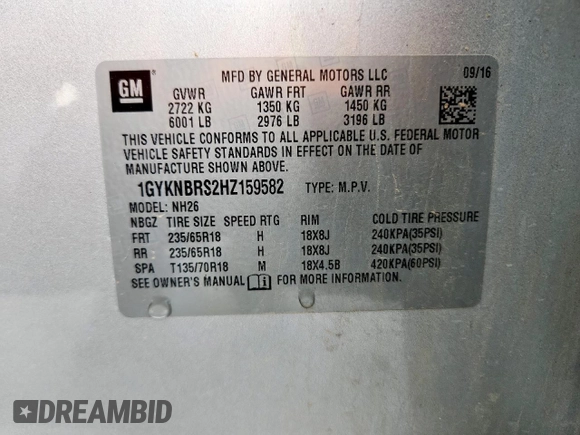 GM
MFD BY GENERAL MOTORS LLC 09/16
GVWR GAWR FRT GAWR RR
2722 KG 1350 KG 1450 KG
6001 LB 2976 LB 3196 LB
THIS VEHICLE CONFORMS TO ALL APPLICABLE U.S. FEDERAL MOTOR
VEHICLE SAFETY STANDARDS IN EFFECT ON THE DATE OF
MANUFACTURE SHOWN ABOVE.
1GYKNBRS2HZ159582 TYPE: M.P.V.
MODEL: NH26
NBGZ TIRE SIZE SPEED RTG RIM COLD TIRE PRESSURE
FRT 235/65R18 H 18X8J 240KPA(35PSI)
RR 235/65R18 H 18X8J 240KPA(35PSI)
SPA T135/70R18 M 18X4.5B 420KPA(60PSI)
SEE OWNER'S MANUAL FOR MORE INFORMATION.
DREAMBID